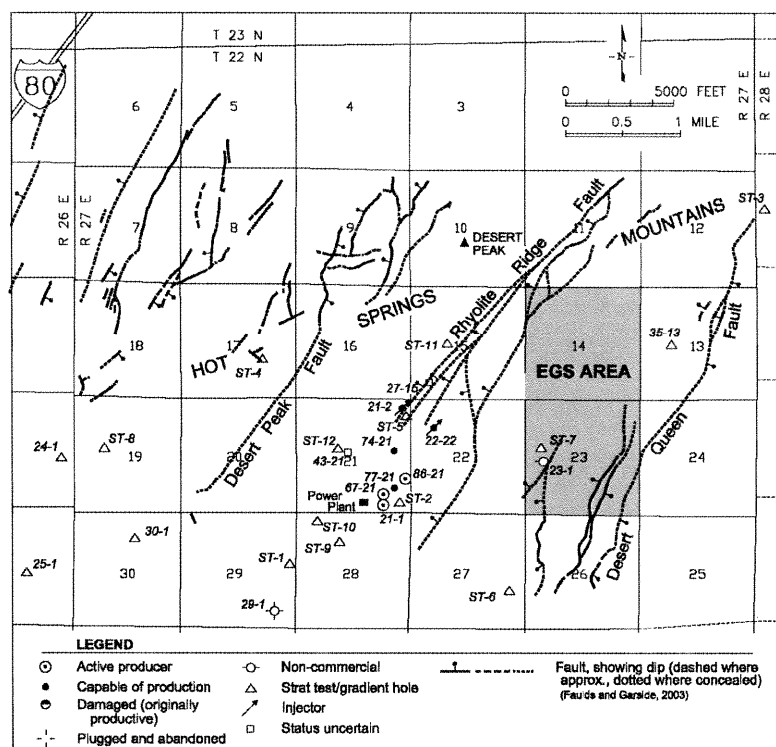 T 23 N
T 22 N
80
N
0 5000 FEET
0 0.5 1
MILE
R 27 E
R 28 E
R 26 E
R 27 E
6
5
4
3
7
8
9
10
11
12
ST-3
DESERT
PEAK
HOT SPRINGS MOUNTAINS
Rhyolite Ridge Fault
18
17
16
15
14
13
ST-4
ST-11
35-13
EGS AREA
27-15
21-2
ST-5
Desert Peak Fault
Desert Queen Fault
24-1
ST-8
19
20
ST-12
43-21
21
74-21
22-22
22
ST-7
23
23-1
24
77-21
86-21
67-21
ST-2
Power
Plant
21-1
ST-10
ST-9
25-1
30-1
30
29
ST-1
28
27
26
25
29-1
ST-6
LEGEND
Active producer
Capable of production
Damaged (originally
productive)
Plugged and abandoned
Non-commercial
Strat test/gradient hole
Injector
Status uncertain
Fault, showing dip (dashed where
approx., dotted where concealed)
(Faulds and Garside, 2003)